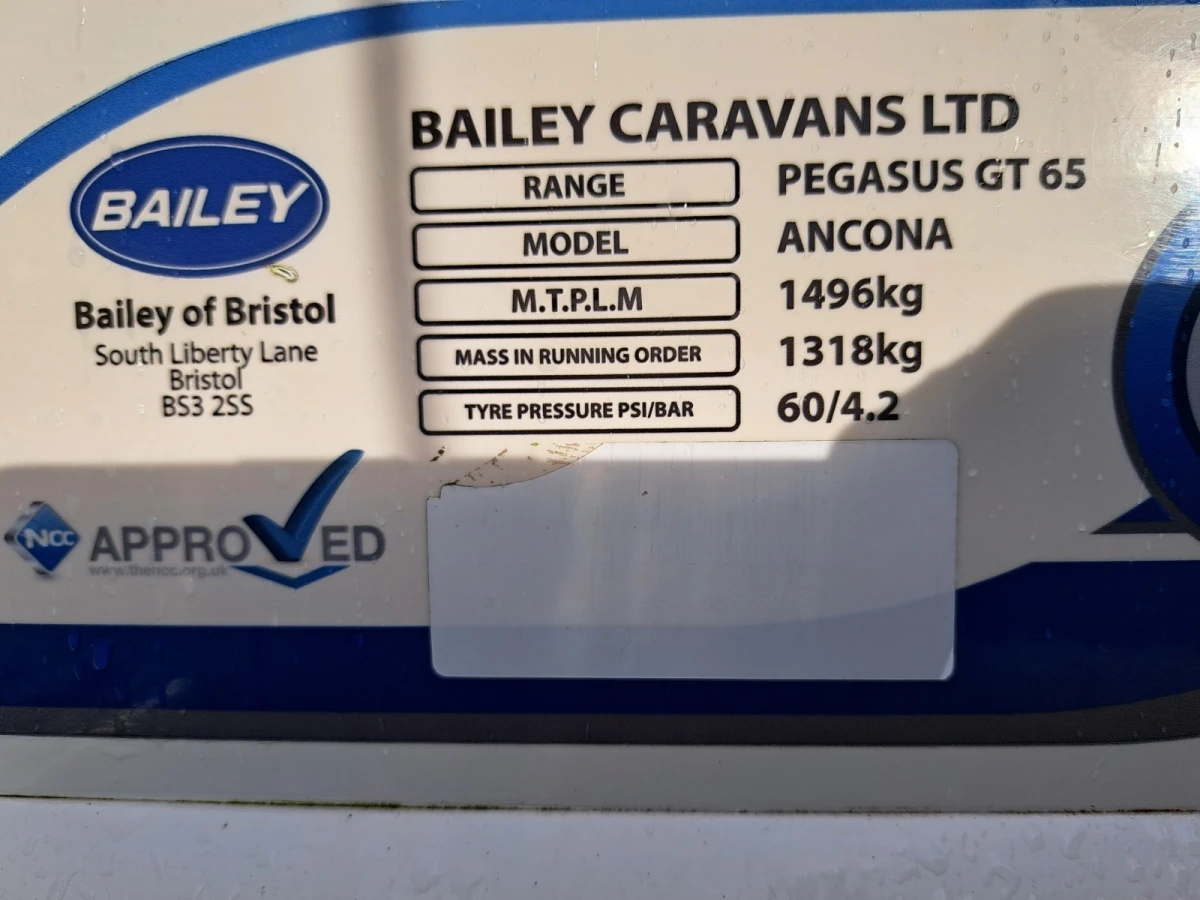 BAILEY CARAVANS LTD
BAILEY
Bailey of Bristol
South Liberty Lane
Bristol
BS3 2SS
RANGE PEGASUS GT 65
MODEL ANCONA
M.T.P.L.M 1496kg
MASS IN RUNNING ORDER 1318kg
TYRE PRESSURE PSI/BAR 60/4.2
NCC APPROVED
www.thencc.org.uk